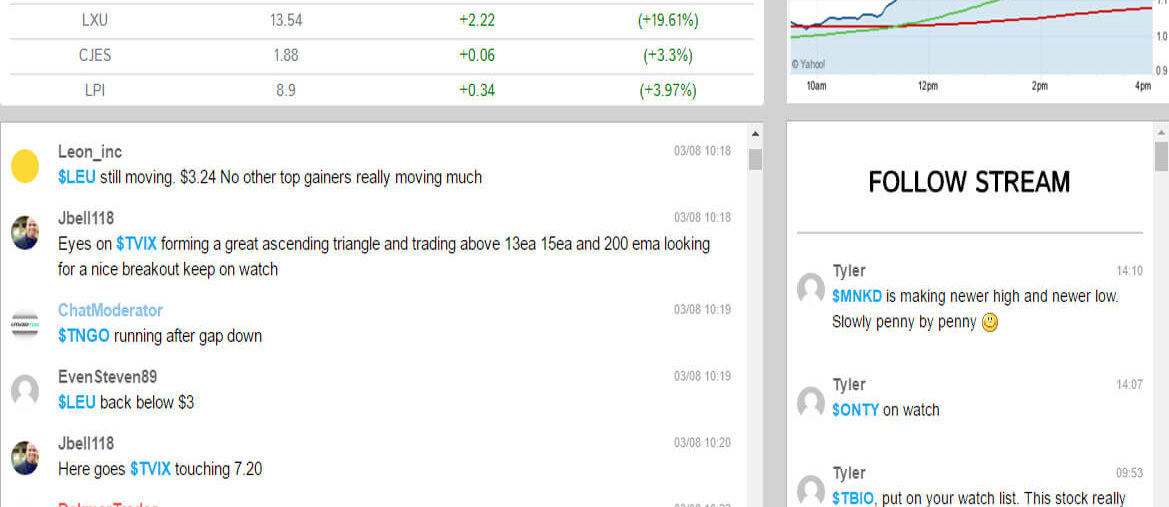 LXU 13.54 +2.22 (+19.61%)
CJES 1.88 +0.06 (+3.3%)
LPI 8.9 +0.34 (+3.97%)
1.0
0.9
© Yahoo!
10am 12pm 2pm 4pm
Leon_inc 03/08 10:18
$LEU still moving. $3.24 No other top gainers really moving much
Jbell118 03/08 10:18
Eyes on $TVIX forming a great ascending triangle and trading above 13ea 15ea and 200 ema looking
for a nice breakout keep on watch
ChatModerator 03/08 10:19
$TNGO running after gap down
EvenSteven89 03/08 10:19
$LEU back below $3
Jbell118 03/08 10:20
Here goes $TVIX touching 7.20
FOLLOW STREAM
Tyler 14:10
$MNKD is making newer high and newer low.
Slowly penny by penny
Tyler 14:07
$ONTY on watch
Tyler 09:53
$TBIO, put on your watch list. This stock really